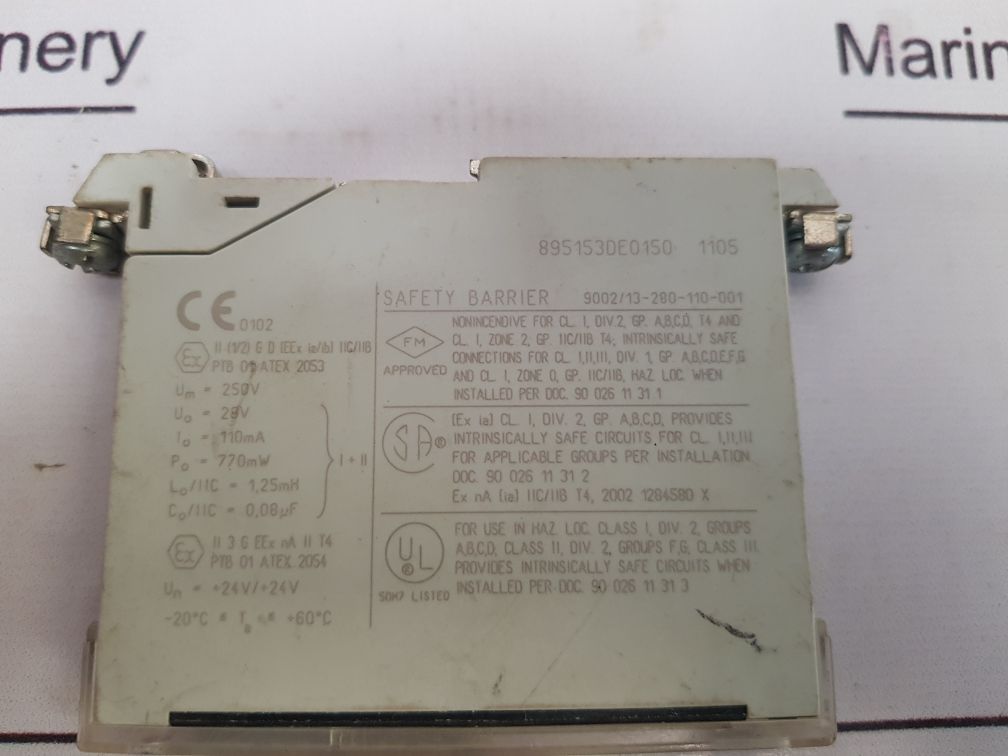 nery
Marin
895153DE0150 1105
CE 0102
Ex II (1/2) G D [EEx ia/ib] IIC/IIB
PTB 01 ATEX 2053
Um = 250V
Uo = 28V
Io = 110mA
Po = 770mW
I + II
Lo/IIC = 1,25mH
Co/IIC = 0,08µF
Ex II 3 G EEx nA II T4
PTB 01 ATEX 2054
Un = +24V/+24V
-20°C ≤ Ta ≤ +60°C
SAFETY BARRIER 9002/13-280-110-001
FM
APPROVED
NONINCENDIVE FOR CL. I, DIV.2, GP. A,B,C,D, T4 AND
CL. I, ZONE 2, GP. IIC/IIB T4; INTRINSICALLY SAFE
CONNECTIONS FOR CL. I,II,III, DIV. 1, GP. A,B,C,D,E,F,G
AND CL. I, ZONE 0, GP. IIC/IIB, HAZ. LOC. WHEN
INSTALLED PER DOC. 90 026 11 31 1
SA ®
[Ex ia] CL. I, DIV. 2, GP. A,B,C,D, PROVIDES
INTRINSICALLY SAFE CIRCUITS FOR CL. I,II,III
FOR APPLICABLE GROUPS PER INSTALLATION
DOC. 90 026 11 31 2
Ex nA [ia] IIC/IIB T4, 2002 1284580 X
UL ®
50H7 LISTED
FOR USE IN HAZ. LOC. CLASS I, DIV. 2, GROUPS
A,B,C,D, CLASS II, DIV. 2, GROUPS F,G, CLASS III.
PROVIDES INTRINSICALLY SAFE CIRCUITS WHEN
INSTALLED PER DOC. 90 026 11 31 3